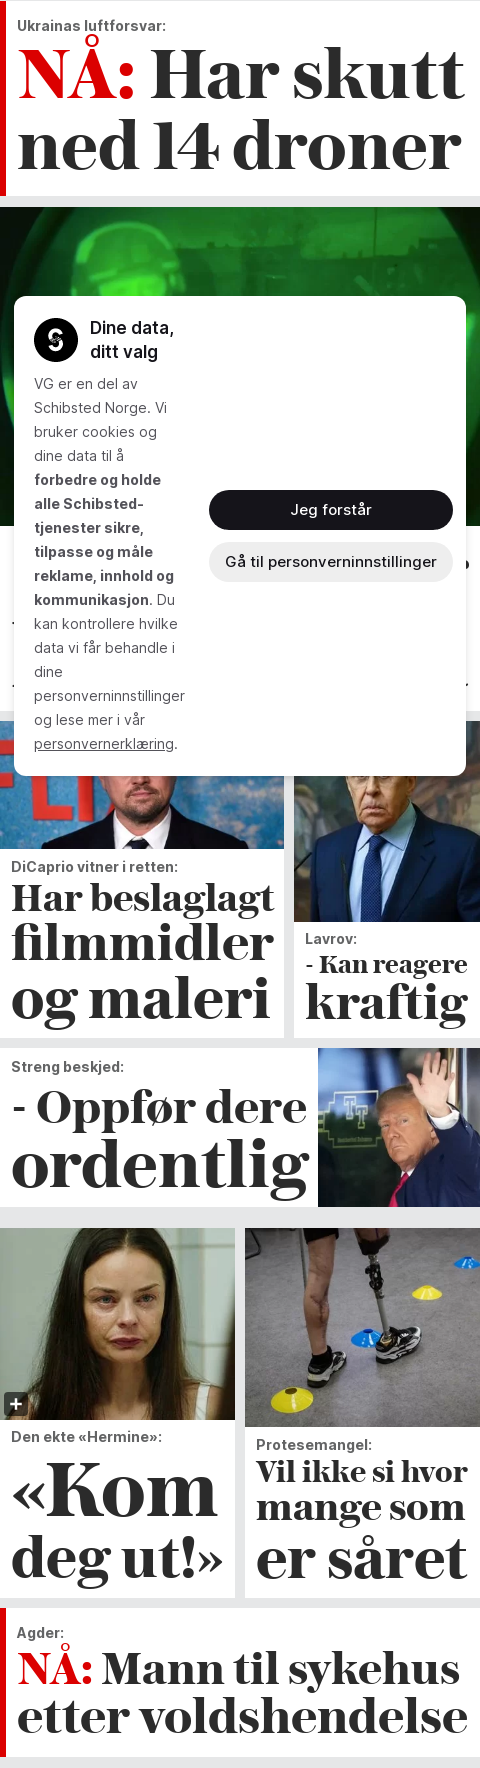 Ukrainas luftforsvar:
NÅ: Har skutt
ned 14 droner
Dine data,
ditt valg
VG er en del av
Schibsted Norge. Vi
bruker cookies og
dine data til å
forbedre og holde
alle Schibsted-
tjenester sikre,
tilpasse og måle
reklame, innhold og
kommunikasjon. Du
kan kontrollere hvilke
data vi får behandle i
dine
personverninnstillinger
og lese mer i vår
personvernerklæring.
Jeg forstår
Gå til personverninnstillinger
DiCaprio vitner i retten:
Har beslaglagt
filmmidler
og maleri
Lavrov:
- Kan reagere
kraftig
Streng beskjed:
- Oppfør dere
ordentlig
Den ekte «Hermine»:
«Kom
deg ut!»
Protesemangel:
Vil ikke si hvor
mange som
er såret
Agder:
NÅ: Mann til sykehus
etter voldshendelse